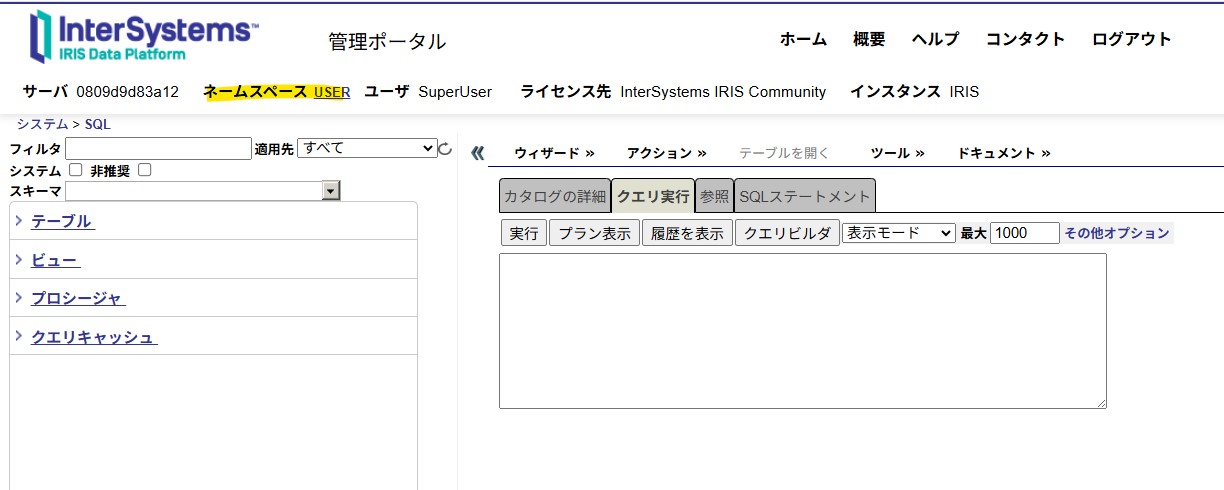 InterSystems™
IRIS Data Platform
管理ポータル
ホーム 概要 ヘルプ コンタクト ログアウト
サーバ 0809d9d83a12 ネームスペース USER ユーザ SuperUser ライセンス先 InterSystems IRIS Community インスタンス IRIS
システム > SQL
フィルタ 適用先 すべて
システム 非推奨
スキーマ
テーブル
ビュー
プロシージャ
クエリキャッシュ
« ウィザード » アクション » テーブルを開く ツール » ドキュメント »
カタログの詳細 クエリ実行 参照 SQLステートメント
実行 プラン表示 履歴を表示 クエリビルダ 表示モード 最大 1000 その他オプション